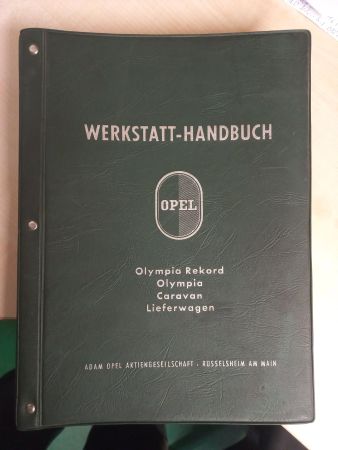 WERKSTATT-HANDBUCH
OPEL
Olympia Rekord
Olympia
Caravan
Lieferwagen
ADAM OPEL AKTIENGESELLSCHAFT · RÜSSELSHEIM AM MAIN